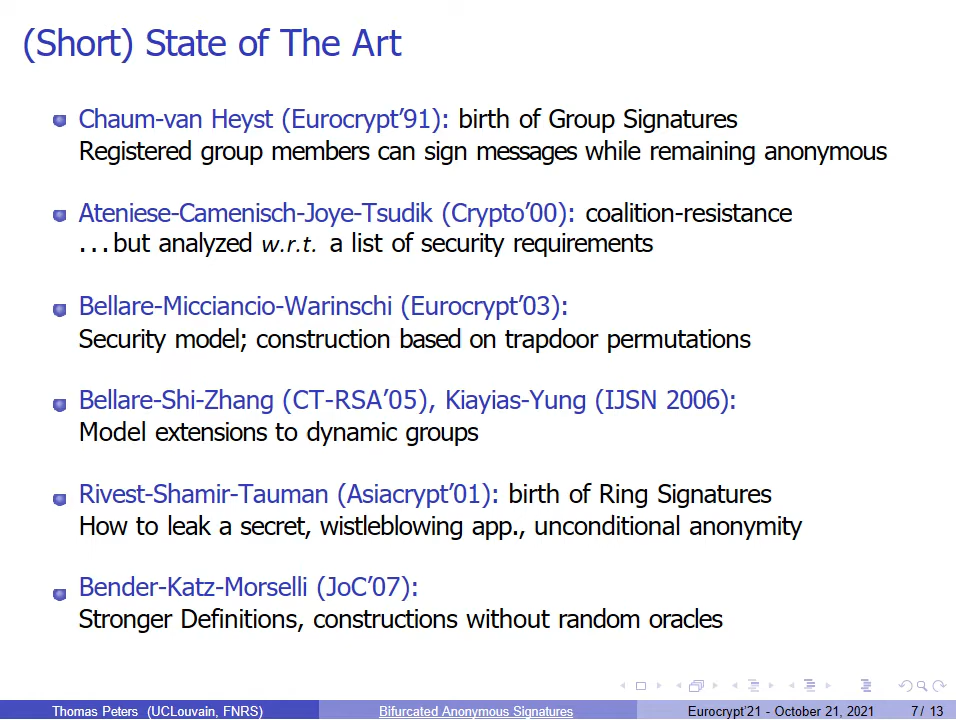 (Short) State of The Art
Chaum-van Heyst (Eurocrypt’91): birth of Group Signatures
Registered group members can sign messages while remaining anonymous
Ateniese-Camenisch-Joye-Tsudik (Crypto’00): coalition-resistance
...but analyzed w.r.t. a list of security requirements
Bellare-Micciancio-Warinschi (Eurocrypt’03):
Security model; construction based on trapdoor permutations
Bellare-Shi-Zhang (CT-RSA’05), Kiayias-Yung (IJSN 2006):
Model extensions to dynamic groups
Rivest-Shamir-Tauman (Asiacrypt’01): birth of Ring Signatures
How to leak a secret, wistleblowing app., unconditional anonymity
Bender-Katz-Morselli (JoC’07):
Stronger Definitions, constructions without random oracles
Thomas Peters (UCLouvain, FNRS) Bifurcated Anonymous Signatures Eurocrypt’21 - October 21, 2021 7 / 13